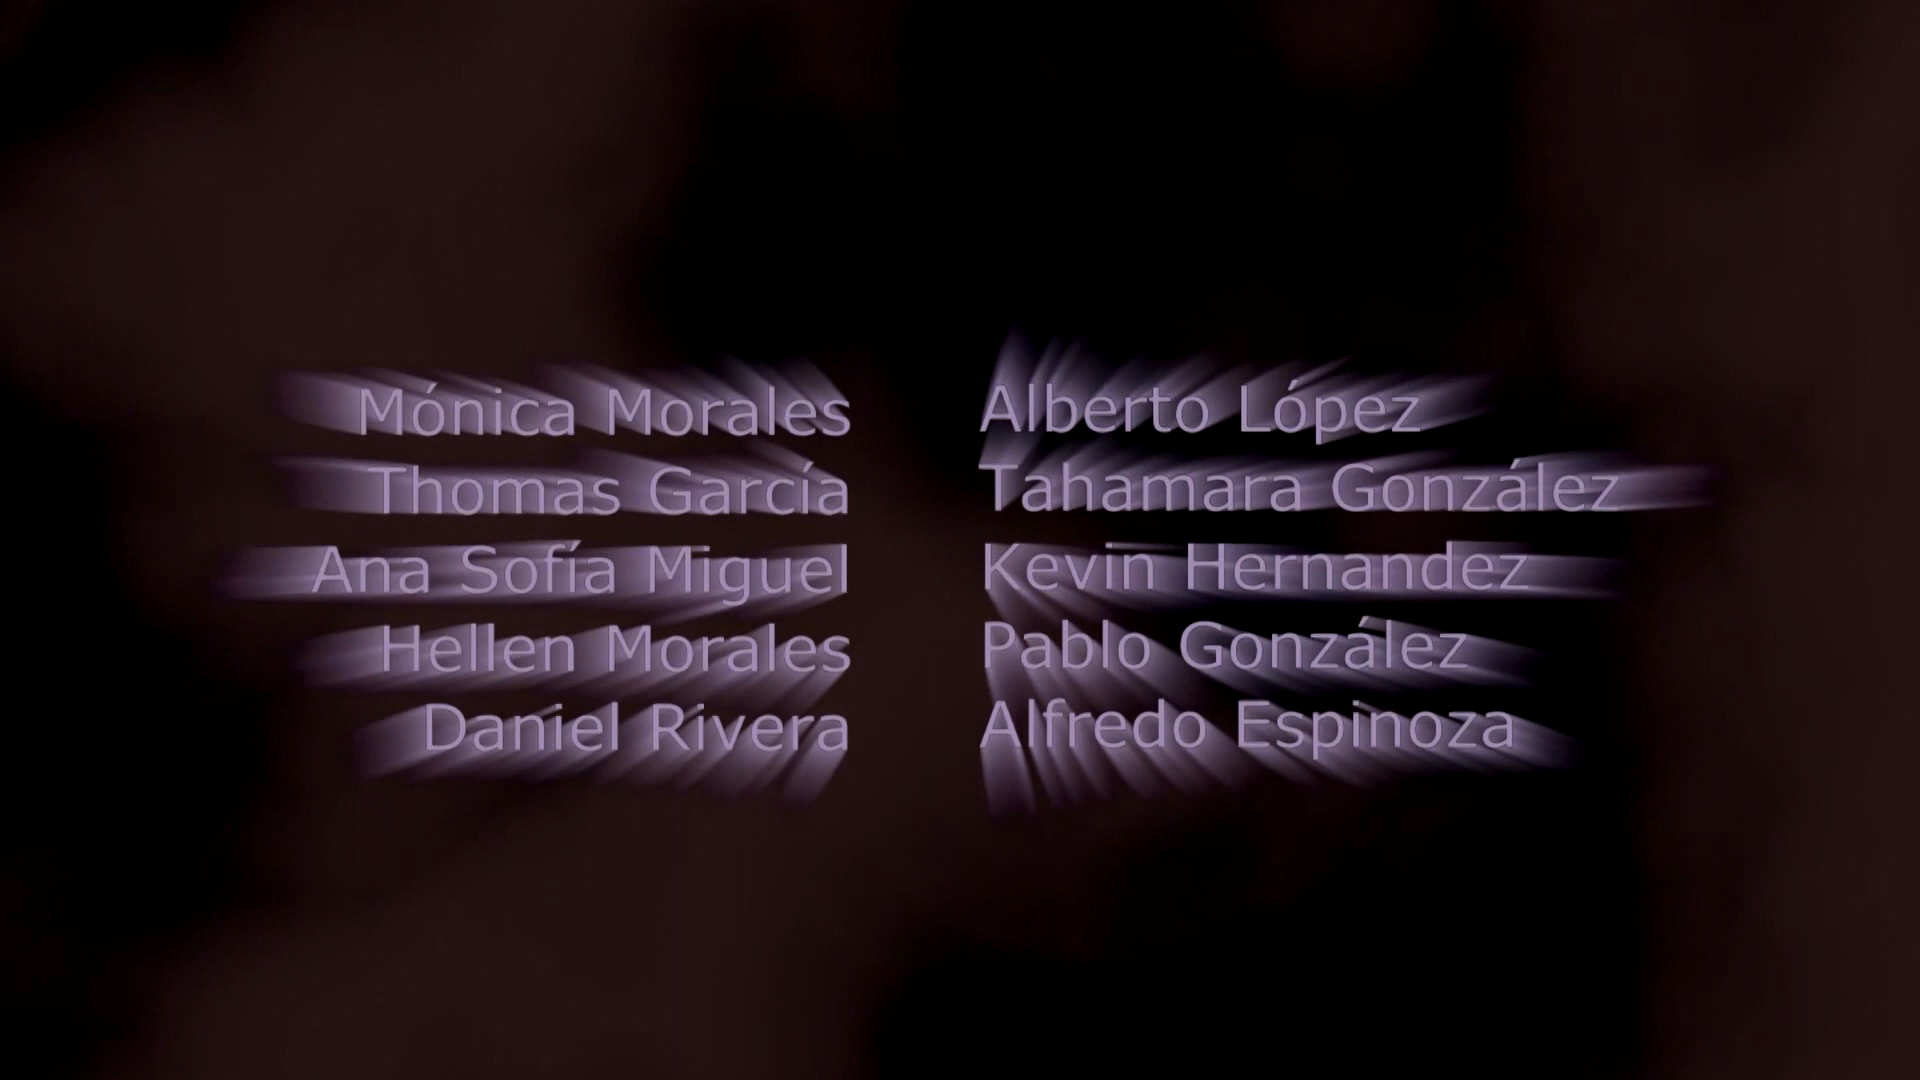 Mónica Morales
Thomas García
Ana Sofía Miguel
Hellen Morales
Daniel Rivera
Alberto López
Tahamara González
Kevin Hernandez
Pablo González
Alfredo Espinoza